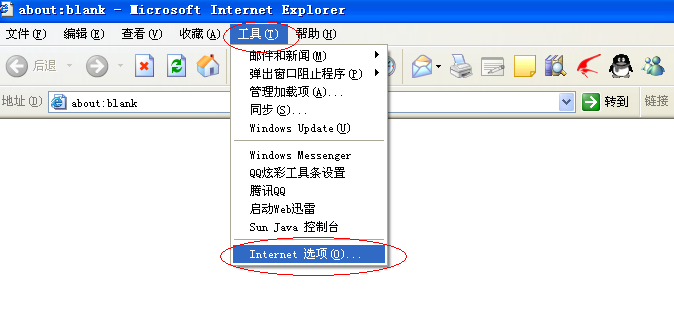 about:blank - Microsoft Internet Explorer
文件(F) 编辑(E) 查看(V) 收藏(A) 工具(T) 帮助(H)
后退
地址(D) about:blank 转到 链接
邮件和新闻(M)
弹出窗口阻止程序(P)
管理加载项(A)...
同步(S)...
Windows Update(U)
Windows Messenger
QQ炫彩工具条设置
腾讯QQ
启动Web迅雷
Sun Java 控制台
Internet 选项(O)...